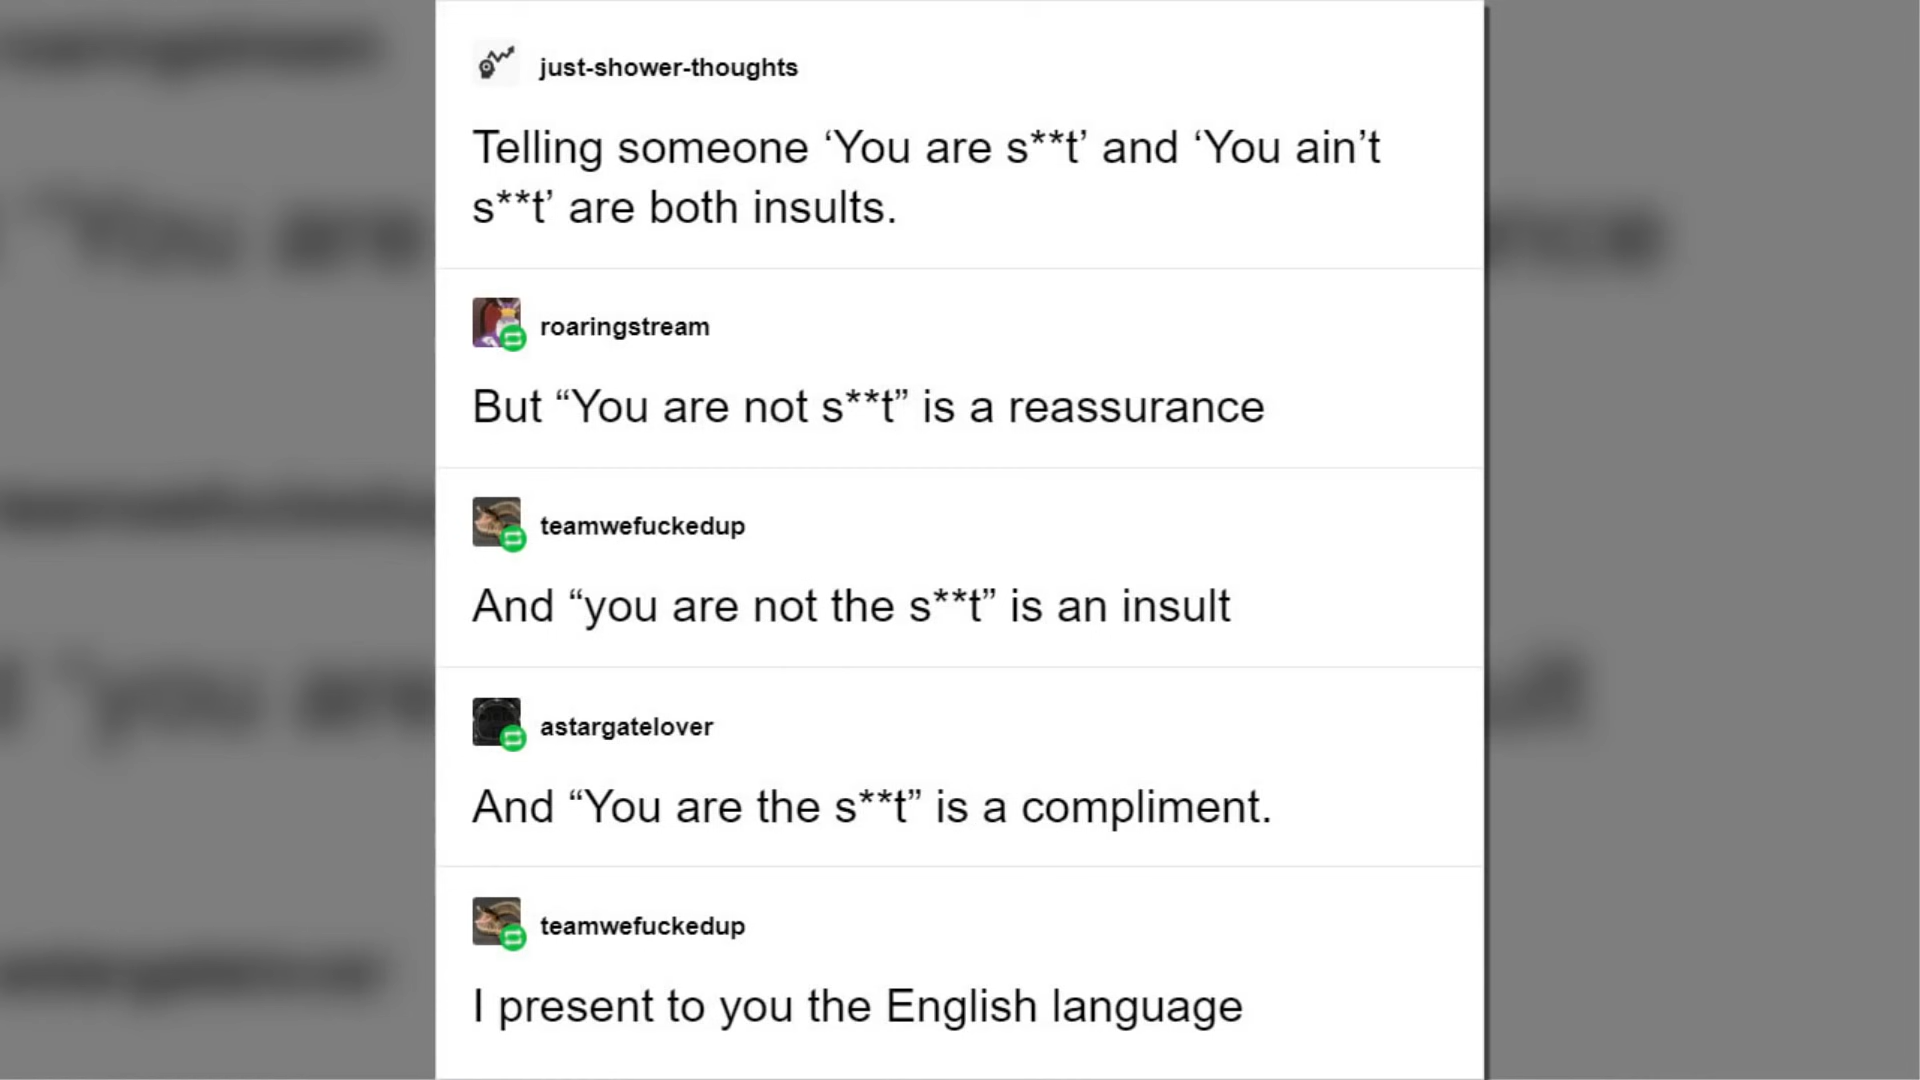 just-shower-thoughts
Telling someone ‘You are s**t’ and ‘You ain’t
s**t’ are both insults.
roaringstream
But “You are not s**t” is a reassurance
teamwefuckedup
And “you are not the s**t” is an insult
astargatelover
And “You are the s**t” is a compliment.
teamwefuckedup
I present to you the English language